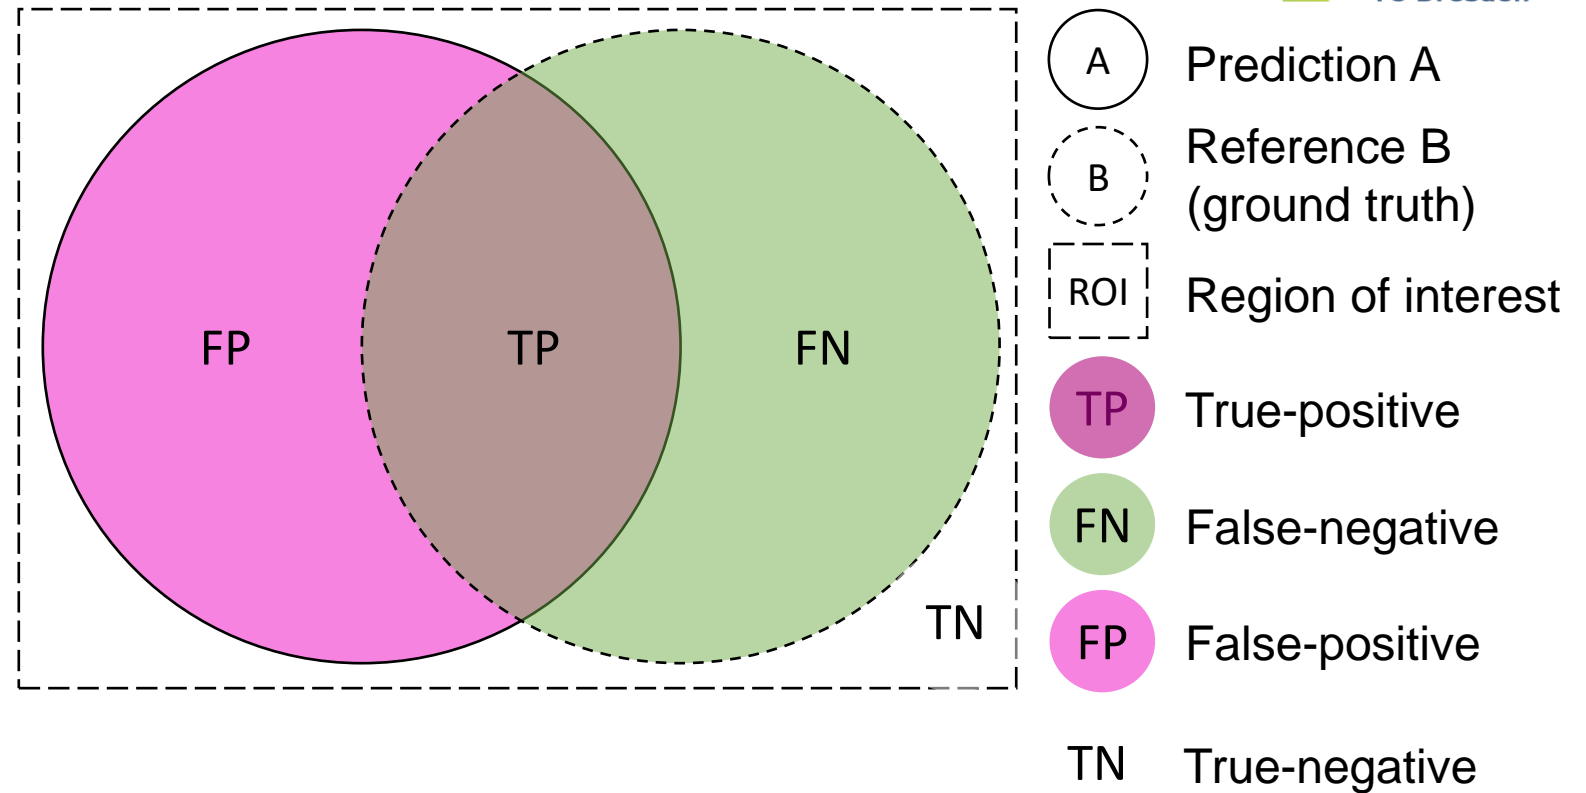 A
Prediction A
B
Reference B
(ground truth)
ROI
Region of interest
FP
TP
FN
TN
TP
True-positive
FN
False-negative
FP
False-positive
TN
True-negative